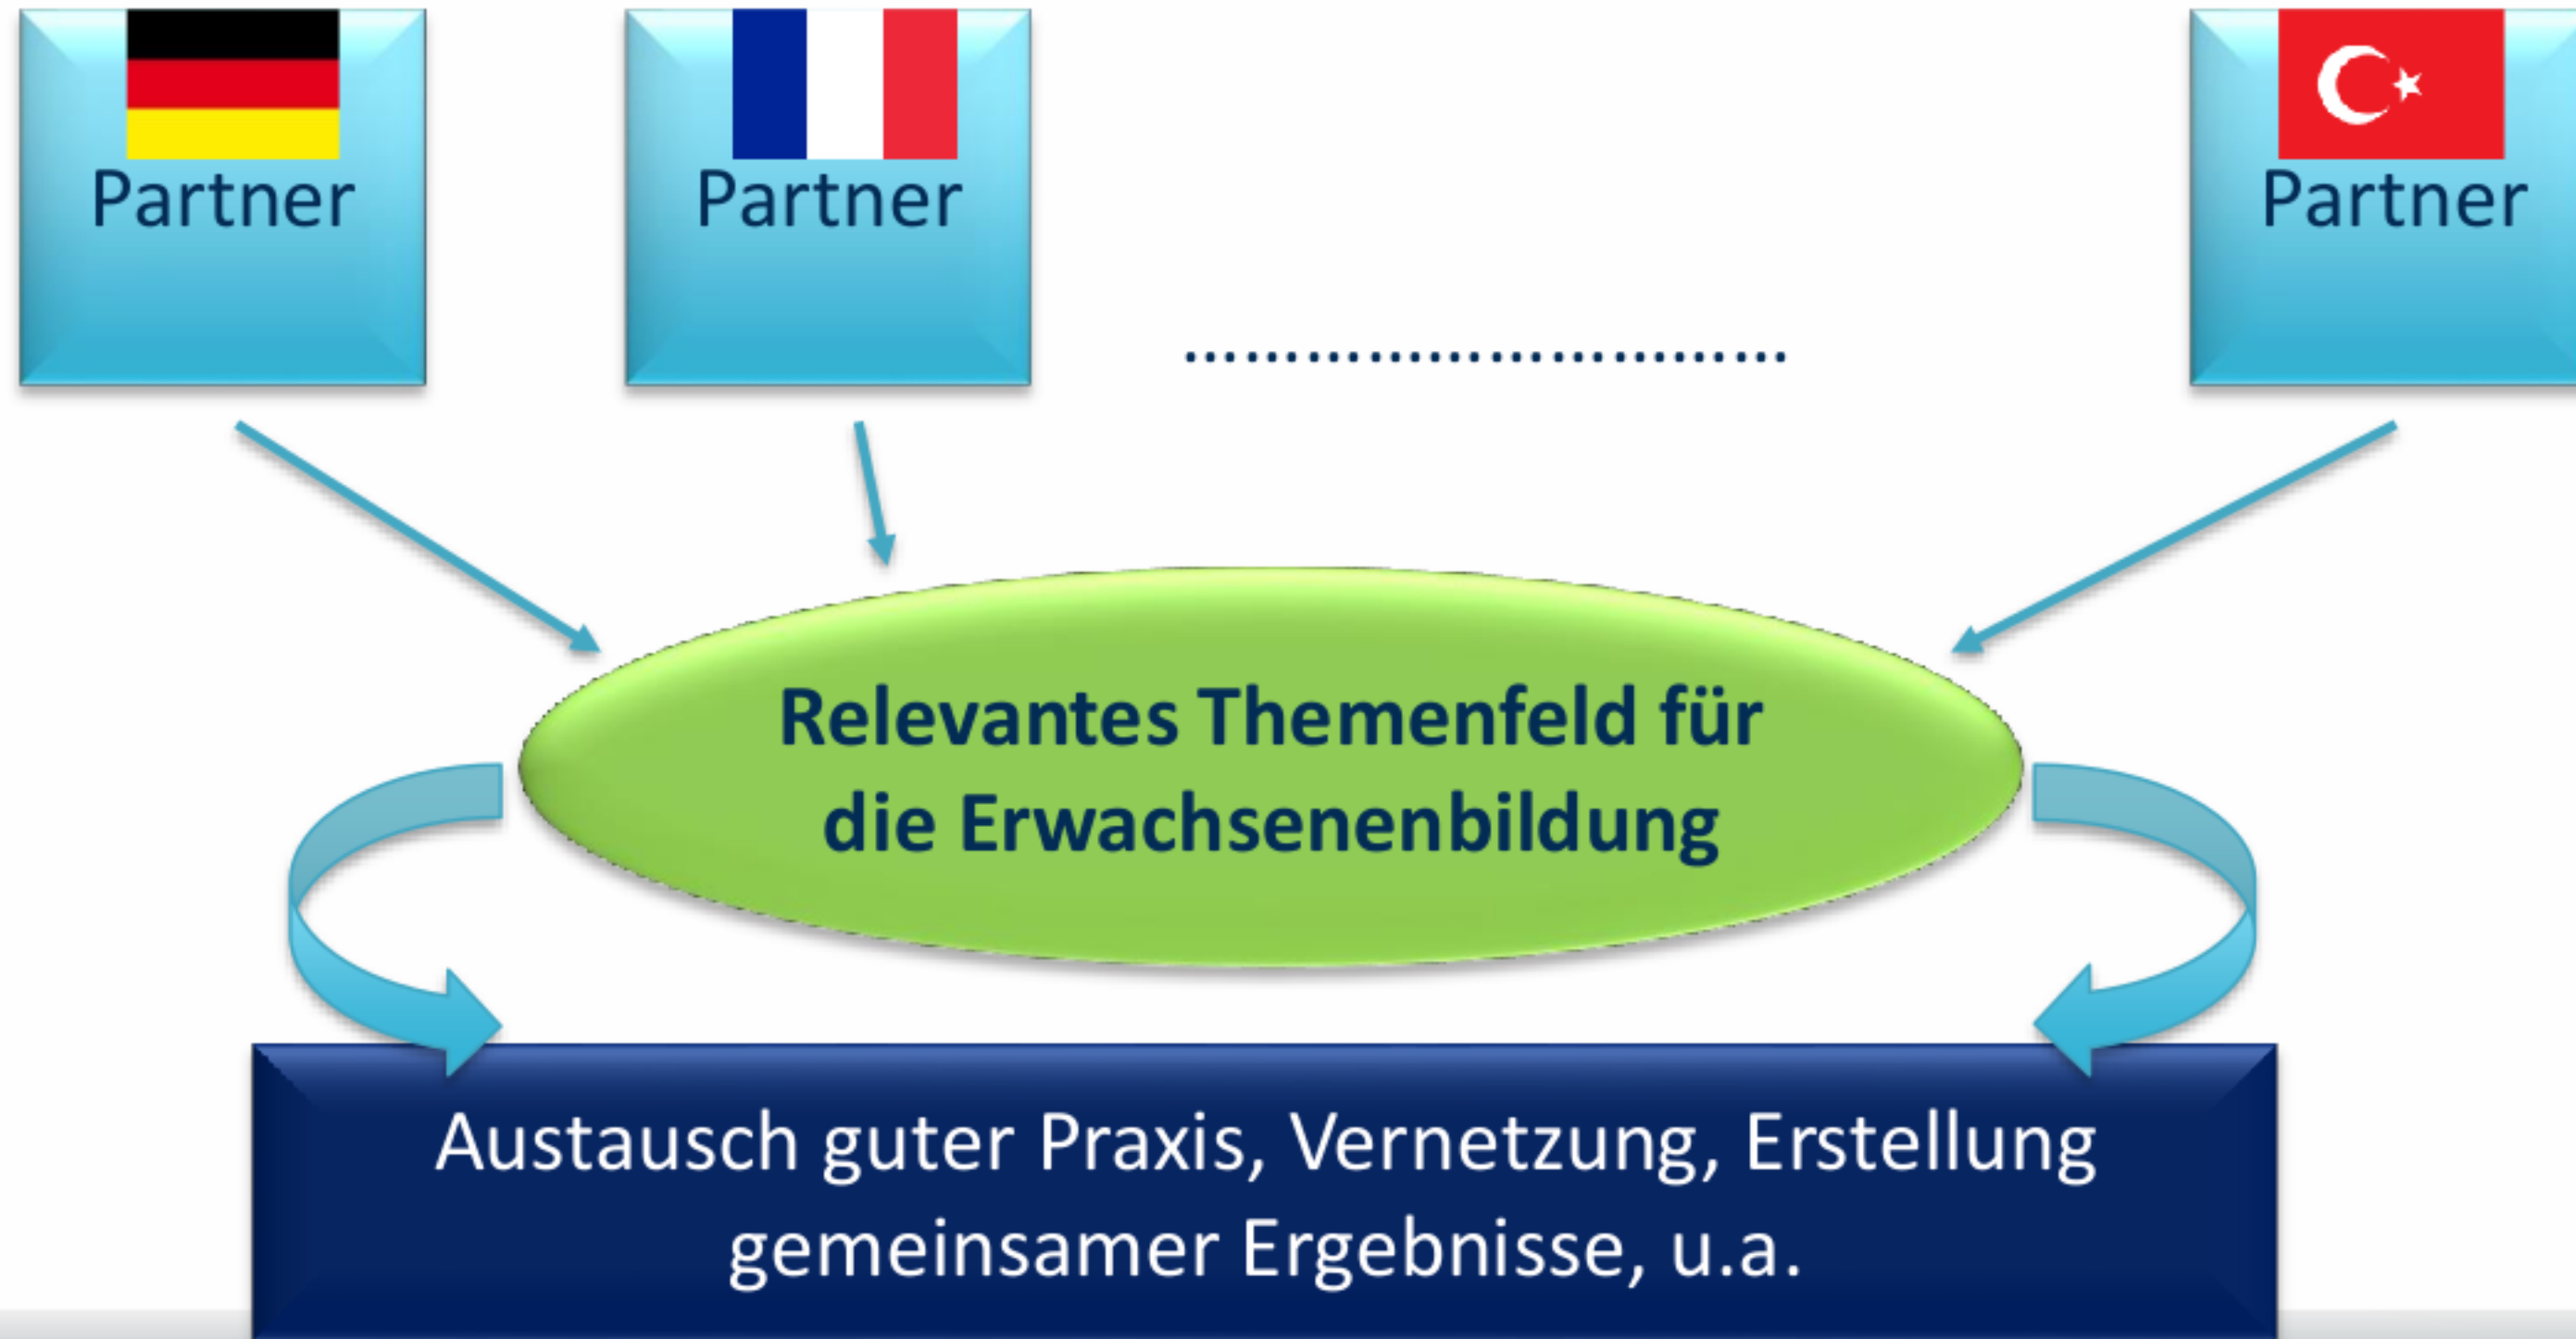 Partner
Partner
Partner
..............................
Relevantes Themenfeld für
die Erwachsenenbildung
Austausch guter Praxis, Vernetzung, Erstellung
gemeinsamer Ergebnisse, u.a.